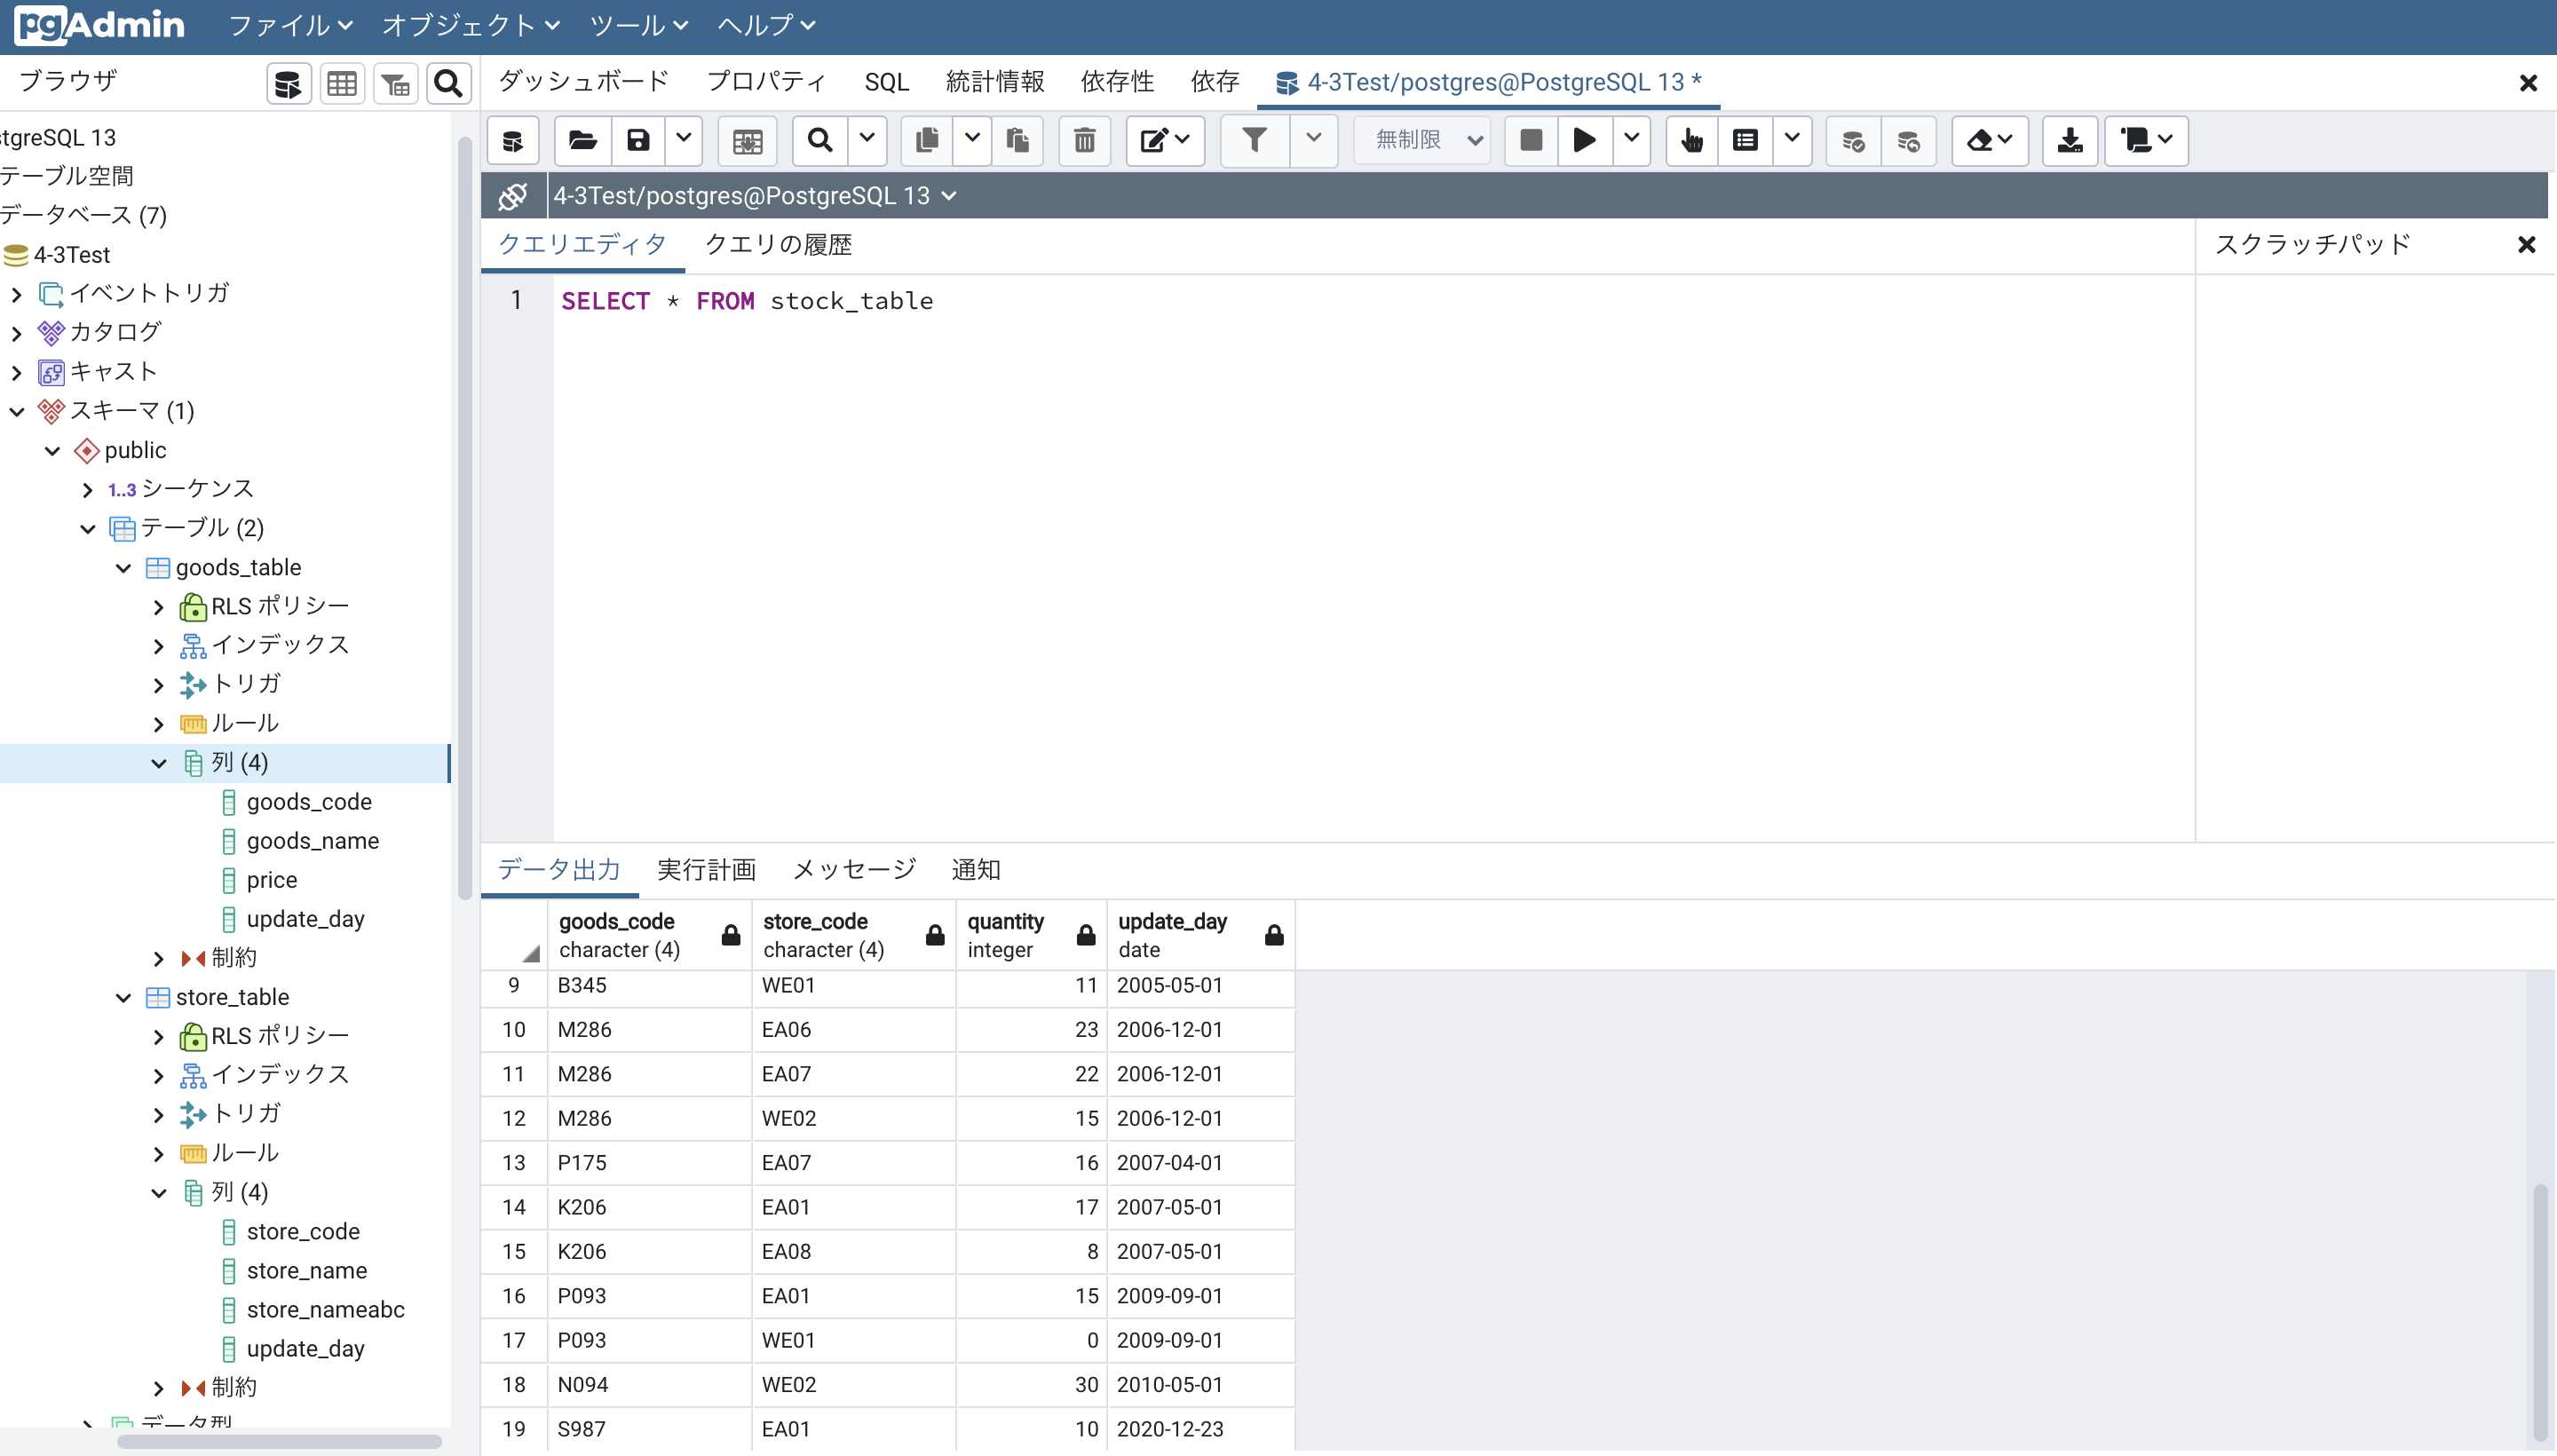 pgAdmin ファイル オブジェクト ツール ヘルプ
ブラウザ
ダッシュボード プロパティ SQL 統計情報 依存性 依存 4-3Test/postgres@PostgreSQL 13 *
無制限
4-3Test/postgres@PostgreSQL 13
クエリエディタ クエリの履歴
スクラッチパッド
1 SELECT * FROM stock_table
tgreSQL 13
テーブル空間
データベース (7)
4-3Test
イベントトリガ
カタログ
キャスト
スキーマ (1)
public
1..3 シーケンス
テーブル (2)
goods_table
RLS ポリシー
インデックス
トリガ
ルール
列 (4)
goods_code
goods_name
price
update_day
制約
store_table
RLS ポリシー
インデックス
トリガ
ルール
列 (4)
store_code
store_name
store_nameabc
update_day
制約
データ型
データ出力 実行計画 メッセージ 通知
goods_code store_code quantity update_day
character (4) character (4) integer date
9 B345 WE01 11 2005-05-01
10 M286 EA06 23 2006-12-01
11 M286 EA07 22 2006-12-01
12 M286 WE02 15 2006-12-01
13 P175 EA07 16 2007-04-01
14 K206 EA01 17 2007-05-01
15 K206 EA08 8 2007-05-01
16 P093 EA01 15 2009-09-01
17 P093 WE01 0 2009-09-01
18 N094 WE02 30 2010-05-01
19 S987 EA01 10 2020-12-23